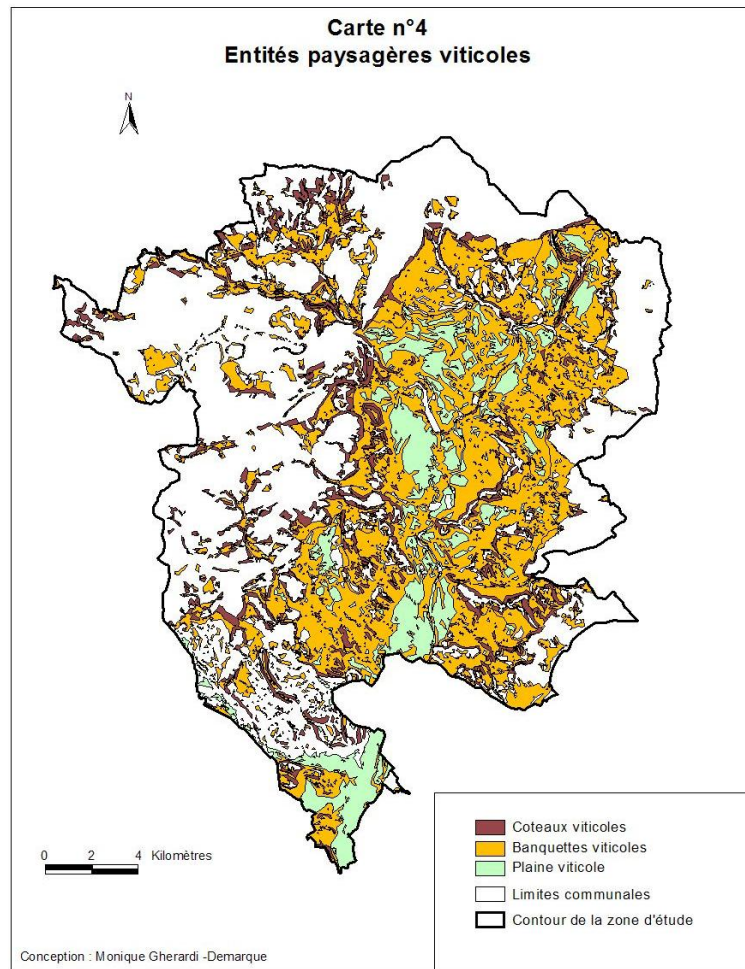 Carte n°4
Entités paysagères viticoles
N
0 2 4 Kilomètres
Coteaux viticoles
Banquettes viticoles
Plaine viticole
Limites communales
Contour de la zone d'étude
Conception : Monique Gherardi -Demarque